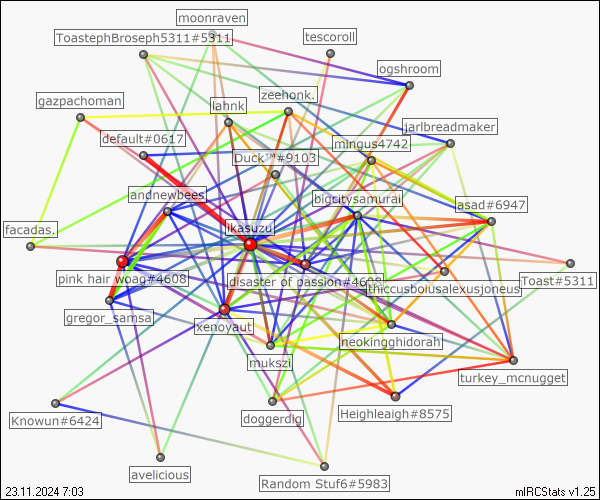 moonraven
ToastephBroseph5311#5311
tescoroll
ogshroom
gazpachoman
zeehonk.
lahnk
jarlbreadmaker
default#0617
mingus4742
Duck™#9103
andnewbees
bigcitysamurai
asad#6947
facadas.
jkasuzu
pink hair woag#4608
disaster of passion#4608
thiccusboiusalexusjoneus
Toast#5311
gregor_samsa
xenoyaut
neokingghidorah
mukszi
turkey_mcnugget
Knowun#6424
doggerdig
Heighleaigh#8575
avelicious
Random Stuf6#5983
23.11.2024 7:03
mIRCStats v1.25